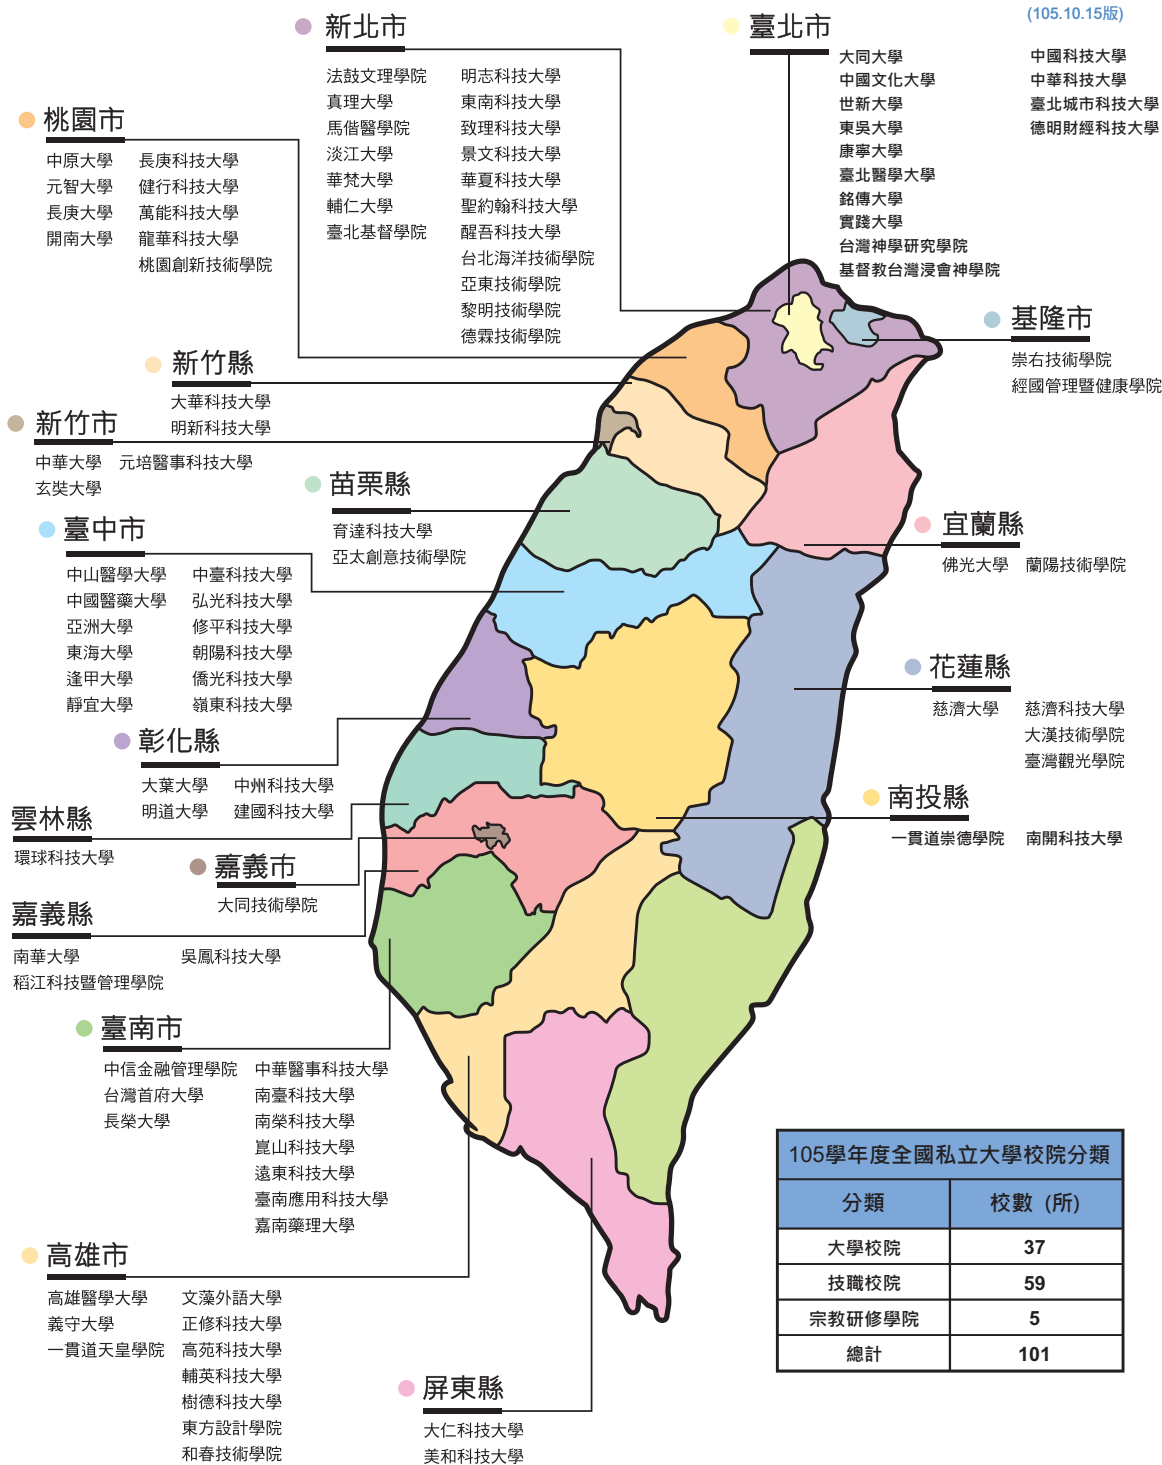 (105.10.15版)
新北市
法鼓文理學院
真理大學
馬偕醫學院
淡江大學
華梵大學
輔仁大學
臺北基督學院
明志科技大學
東南科技大學
致理科技大學
景文科技大學
華夏科技大學
聖約翰科技大學
醒吾科技大學
台北海洋技術學院
亞東技術學院
黎明技術學院
德霖技術學院
臺北市
大同大學
中國文化大學
世新大學
東吳大學
康寧大學
臺北醫學大學
銘傳大學
實踐大學
台灣神學研究學院
基督教台灣浸會神學院
中國科技大學
中華科技大學
臺北城市科技大學
德明財經科技大學
桃園市
中原大學
元智大學
長庚大學
開南大學
長庚科技大學
健行科技大學
萬能科技大學
龍華科技大學
桃園創新技術學院
基隆市
崇右技術學院
經國管理暨健康學院
新竹縣
大華科技大學
明新科技大學
新竹市
中華大學 元培醫事科技大學
玄奘大學
苗栗縣
育達科技大學
亞太創意技術學院
臺中市
中山醫學大學
中國醫藥大學
亞洲大學
東海大學
逢甲大學
靜宜大學
中臺科技大學
弘光科技大學
修平科技大學
朝陽科技大學
僑光科技大學
嶺東科技大學
宜蘭縣
佛光大學 蘭陽技術學院
花蓮縣
慈濟大學
慈濟科技大學
大漢技術學院
臺灣觀光學院
彰化縣
大葉大學
明道大學
中州科技大學
建國科技大學
南投縣
一貫道崇德學院 南開科技大學
雲林縣
環球科技大學
嘉義市
大同技術學院
嘉義縣
南華大學 吳鳳科技大學
稻江科技暨管理學院
臺南市
中信金融管理學院
台灣首府大學
長榮大學
中華醫事科技大學
南臺科技大學
南榮科技大學
崑山科技大學
遠東科技大學
臺南應用科技大學
嘉南藥理大學
高雄市
高雄醫學大學
義守大學
一貫道天皇學院
文藻外語大學
正修科技大學
高苑科技大學
輔英科技大學
樹德科技大學
東方設計學院
和春技術學院
屏東縣
大仁科技大學
美和科技大學
105學年度全國私立大學校院分類
分類 校數 (所)
大學校院 37
技職校院 59
宗教研修學院 5
總計 101